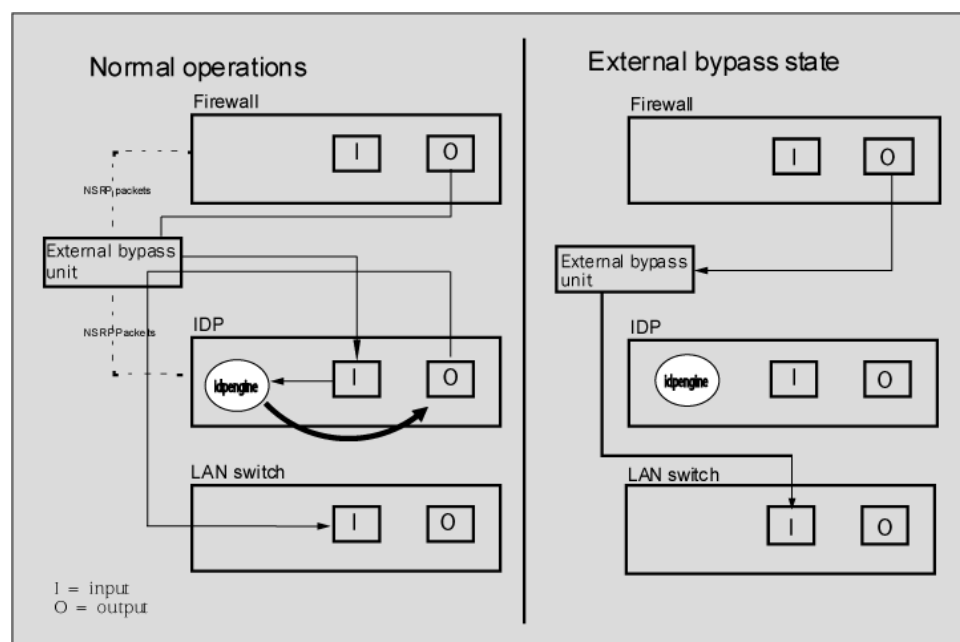 Normal operations
Firewall
I
O
NSRP packets
External bypass
unit
NSRP Packets
IDP
Idpengine
I
O
LAN switch
I
O
I = input
O = output
External bypass state
Firewall
I
O
External bypass
unit
IDP
Idpengine
I
O
LAN switch
I
O